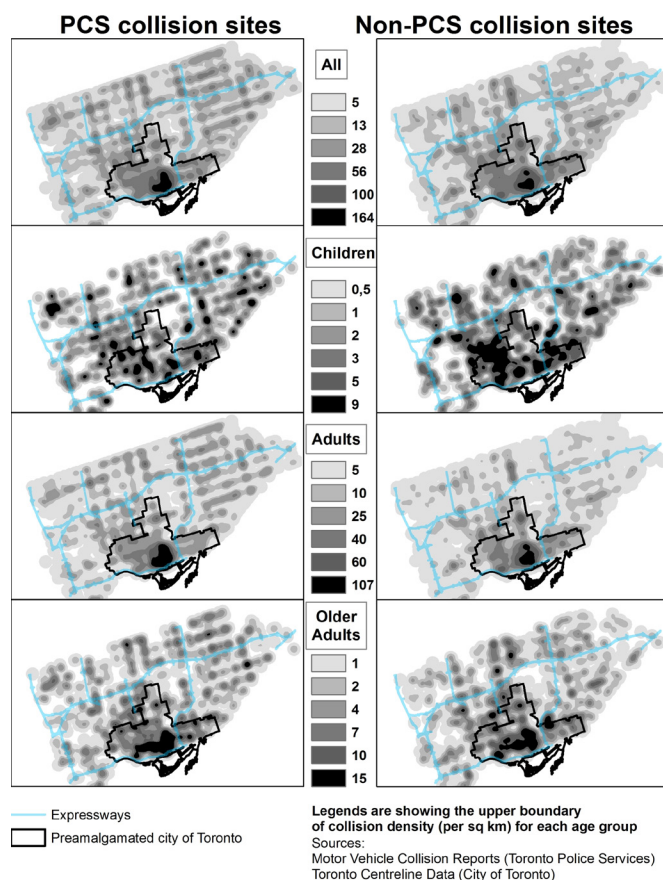 PCS collision sites
Non-PCS collision sites
All
5
13
28
56
100
164
Children
0,5
1
2
3
5
9
Adults
5
10
25
40
60
107
Older
Adults
1
2
4
7
10
15
Expressways
Preamalgamated city of Toronto
Legends are showing the upper boundary
of collision density (per sq km) for each age group
Sources:
Motor Vehicle Collision Reports (Toronto Police Services)
Toronto Centreline Data (City of Toronto)